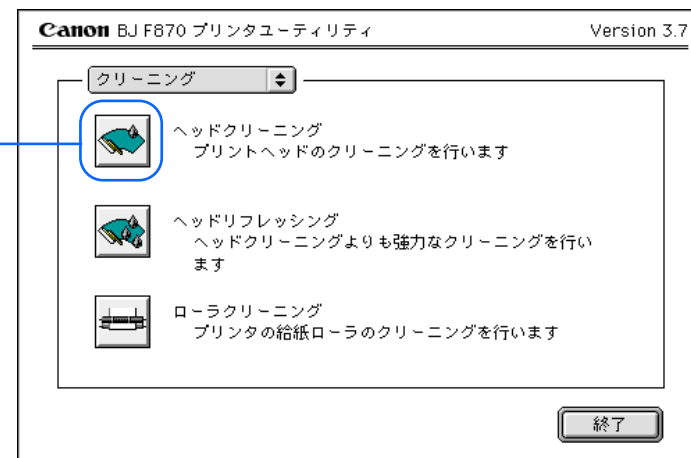 Canon BJ F870 プリンタユーティリティ Version 3.7
クリーニング
ヘッドクリーニング
プリントヘッドのクリーニングを行います
ヘッドリフレッシング
ヘッドクリーニングよりも強力なクリーニングを行い
ます
ローラクリーニング
プリンタの給紙ローラのクリーニングを行います
終了